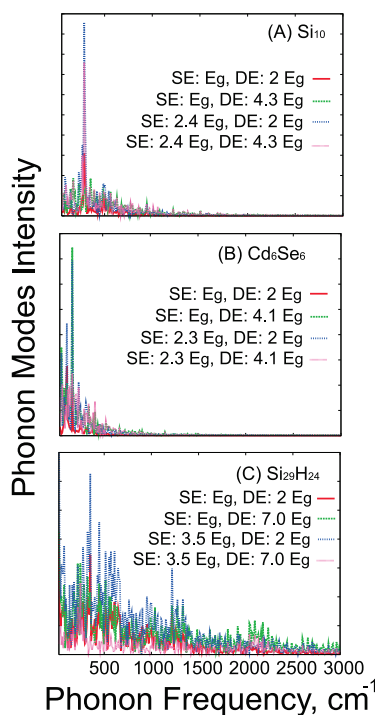 (A) Si₁₀
SE: Eg, DE: 2 Eg
SE: Eg, DE: 4.3 Eg
SE: 2.4 Eg, DE: 2 Eg
SE: 2.4 Eg, DE: 4.3 Eg
(B) Cd₆Se₆
SE: Eg, DE: 2 Eg
SE: Eg, DE: 4.1 Eg
SE: 2.3 Eg, DE: 2 Eg
SE: 2.3 Eg, DE: 4.1 Eg
(C) Si₂₉H₂₄
SE: Eg, DE: 2 Eg
SE: Eg, DE: 7.0 Eg
SE: 3.5 Eg, DE: 2 Eg
SE: 3.5 Eg, DE: 7.0 Eg
Phonon Modes Intensity
500 1000 1500 2000 2500 3000
Phonon Frequency, cm⁻¹